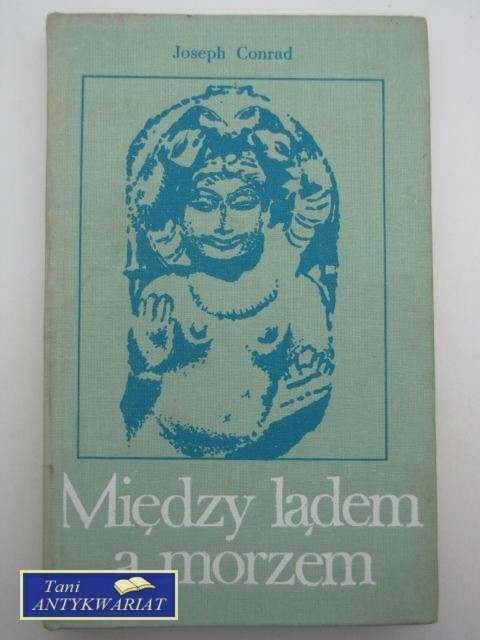 Joseph Conrad
Między lądem
a morzem
Tani
ANTYKWARIAT